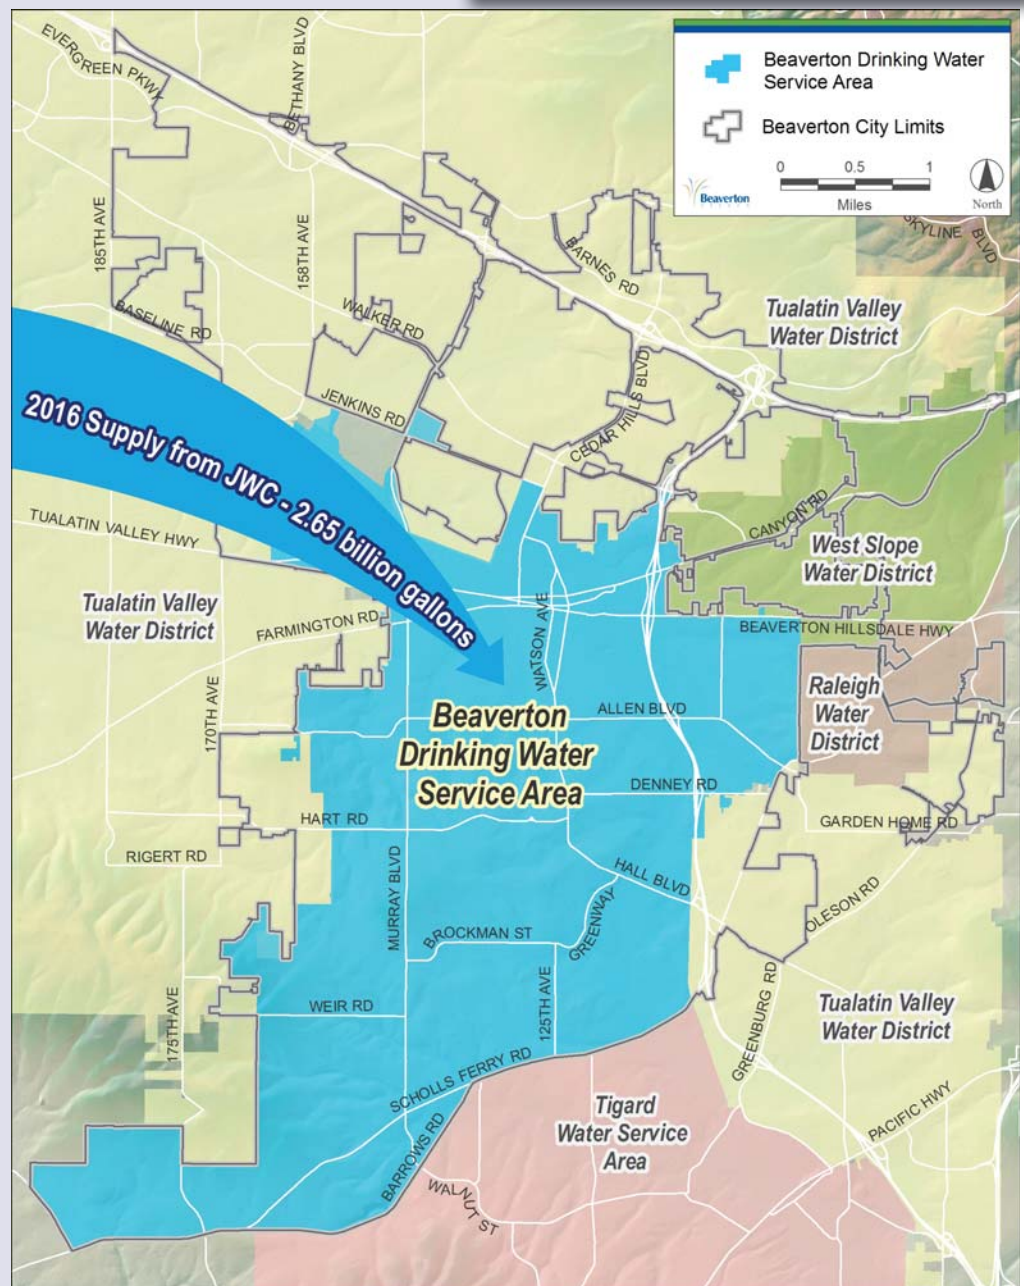 EVERGREEN PKWY
BETHANY BLVD
Beaverton Drinking Water
Service Area
Beaverton City Limits
0 0.5 1
Miles
Beaverton
North
SKYLINE BLVD
185TH AVE
158TH AVE
BARNES RD
BASELINE RD
WALKER RD
Tualatin Valley
Water District
JENKINS RD
CEDAR HILLS BLVD
2016 Supply from JWC - 2.65 billion gallons
CANYON RD
TUALATIN VALLEY HWY
West Slope
Water District
Tualatin Valley
Water District
FARMINGTON RD
WATSON AVE
BEAVERTON HILLSDALE HWY
170TH AVE
Raleigh
Water
District
ALLEN BLVD
Beaverton
Drinking Water
Service Area
DENNEY RD
HART RD
GARDEN HOME RD
RIGERT RD
MURRAY BLVD
HALL BLVD
OLESON RD
BROCKMAN ST
GREENWAY
125TH AVE
GREENBURG RD
WEIR RD
175TH AVE
Tualatin Valley
Water District
SCHOLLS FERRY RD
Tigard
Water Service
Area
PACIFIC HWY
BARROWS RD
WALNUT ST